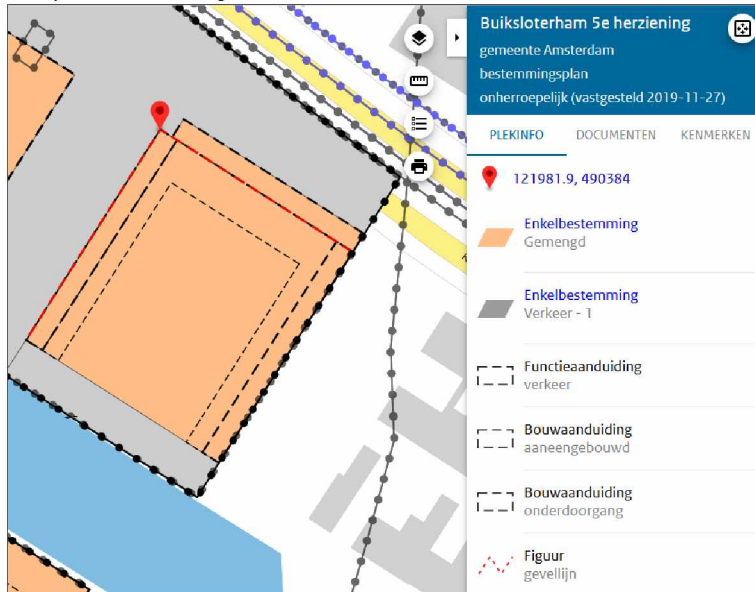 Buiksloterham 5e herziening
gemeente Amsterdam
bestemmingsplan
onherroepelijk (vastgesteld 2019-11-27)
PLEKINFO DOCUMENTEN KENMERKEN
121981.9, 490384
Enkelbestemming
Gemengd
Enkelbestemming
Verkeer - 1
Functieaanduiding
verkeer
Bouwaanduiding
aaneengebouwd
Bouwaanduiding
onderdoorgang
Figuur
gevellijn